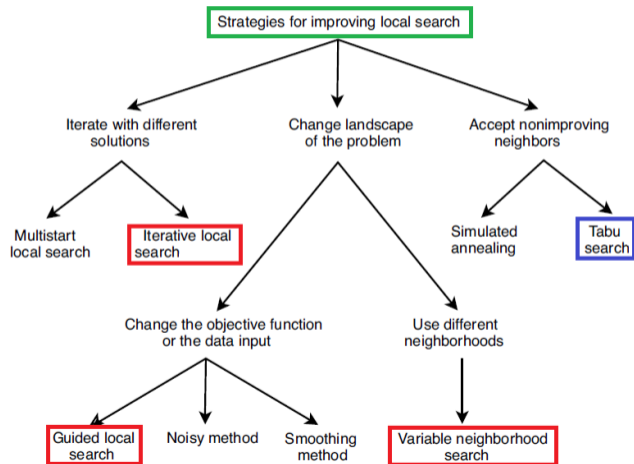 Strategies for improving local search
Iterate with different
solutions
Change landscape
of the problem
Accept nonimproving
neighbors
Multistart
local search
Iterative local
search
Simulated
annealing
Tabu
search
Change the objective function
or the data input
Use different
neighborhoods
Guided local
search
Noisy method
Smoothing
method
Variable neighborhood
search